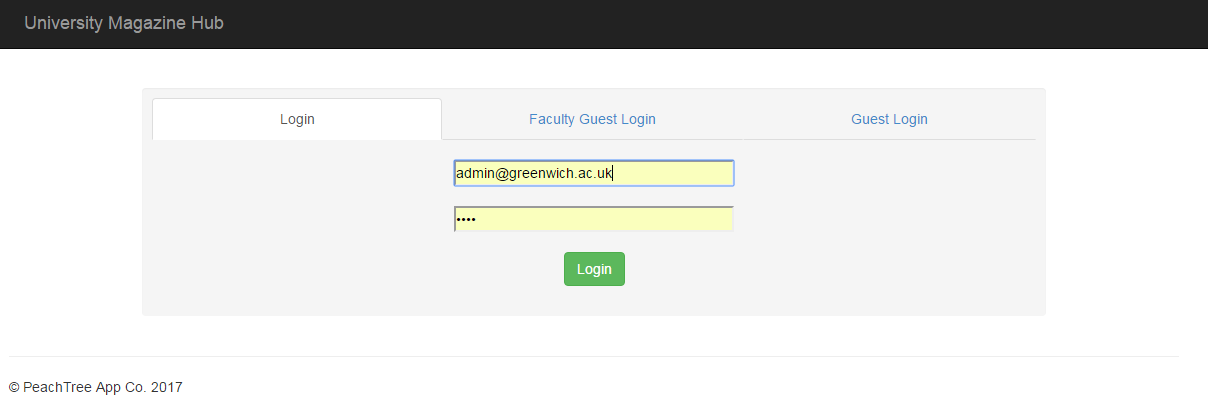 University Magazine Hub
Login Faculty Guest Login Guest Login
admin@greenwich.ac.uk
••••
Login
© PeachTree App Co. 2017